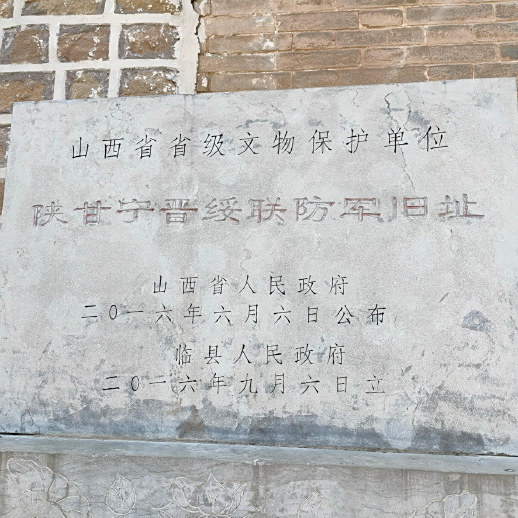 山西省省级文物保护单位
陕甘宁晋绥联防军旧址
山西省人民政府
二〇一六年六月六日公布
临县人民政府
二〇一六年九月六日立